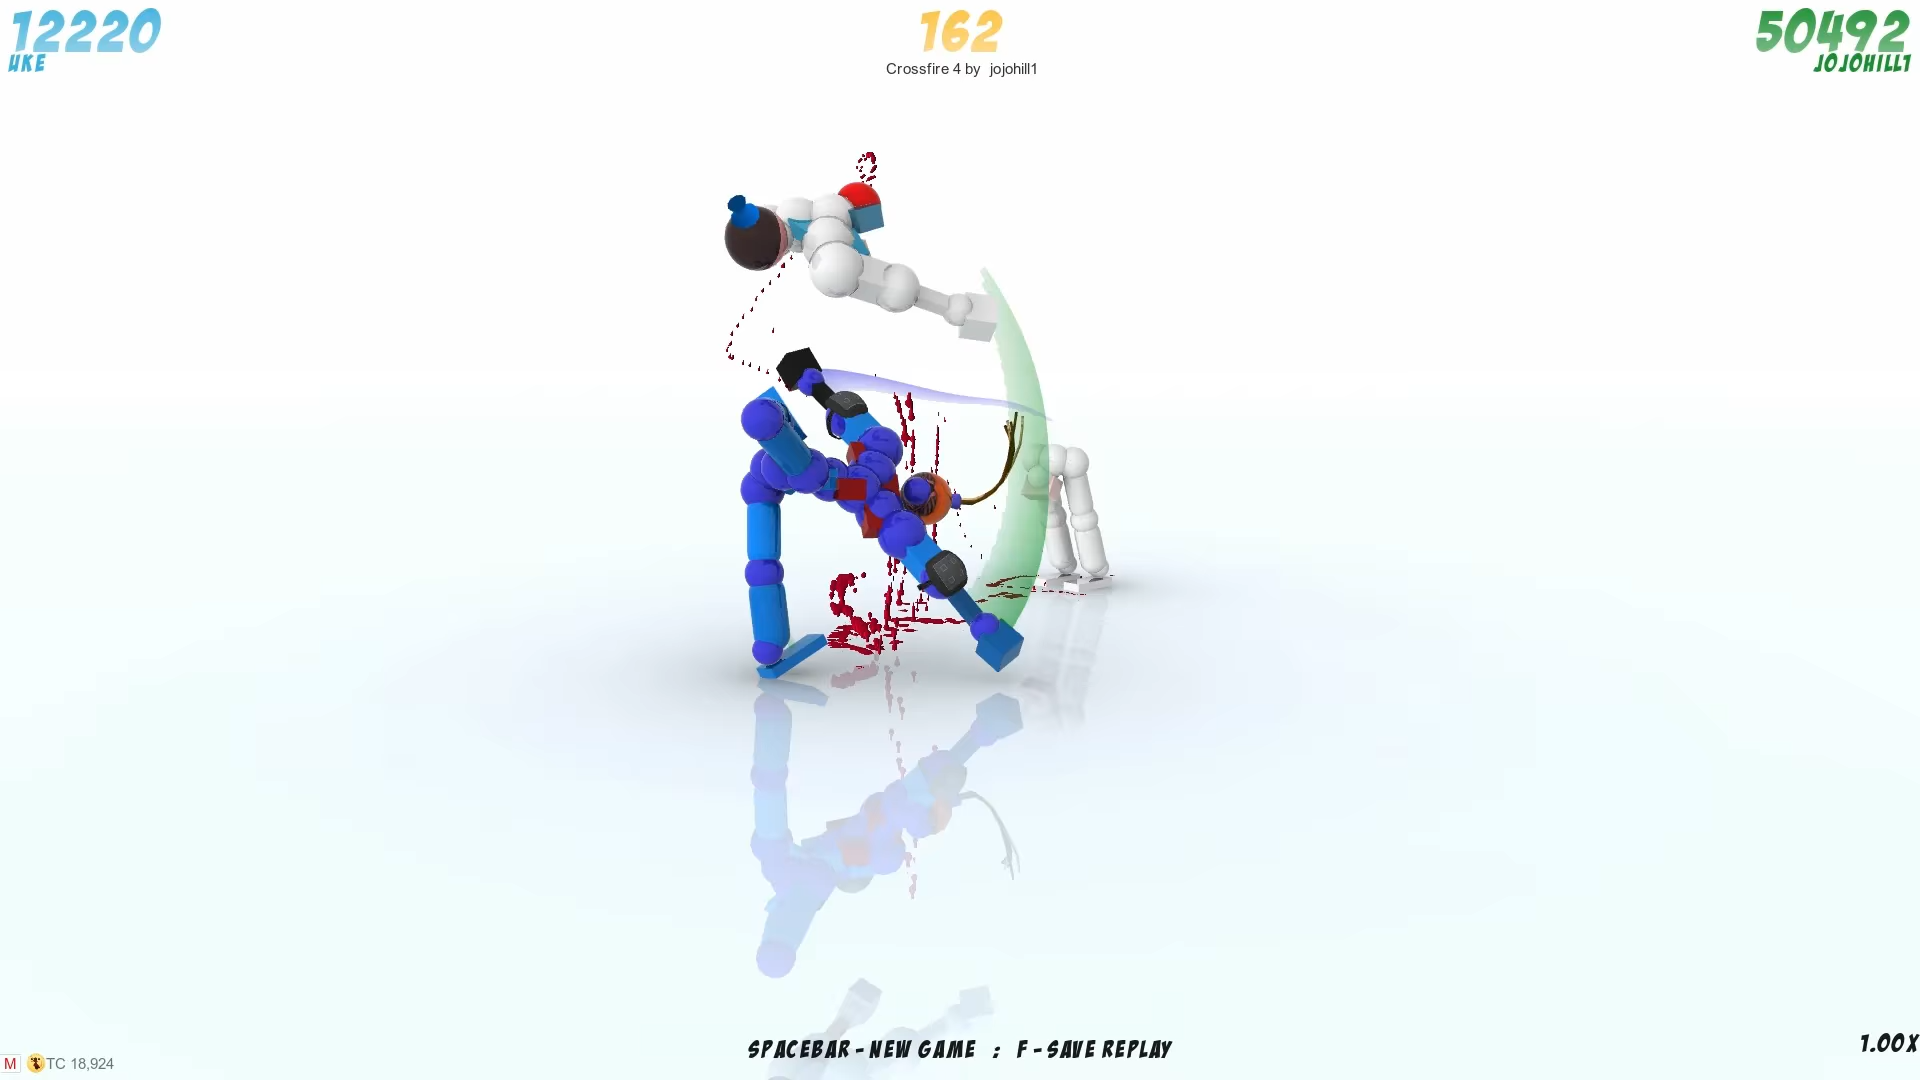 12220
UKE
162
Crossfire 4 by jojohill1
50492
JOJOHILL1
SPACEBAR - NEW GAME : F - SAVE REPLAY
1.00X
M
TC 18,924